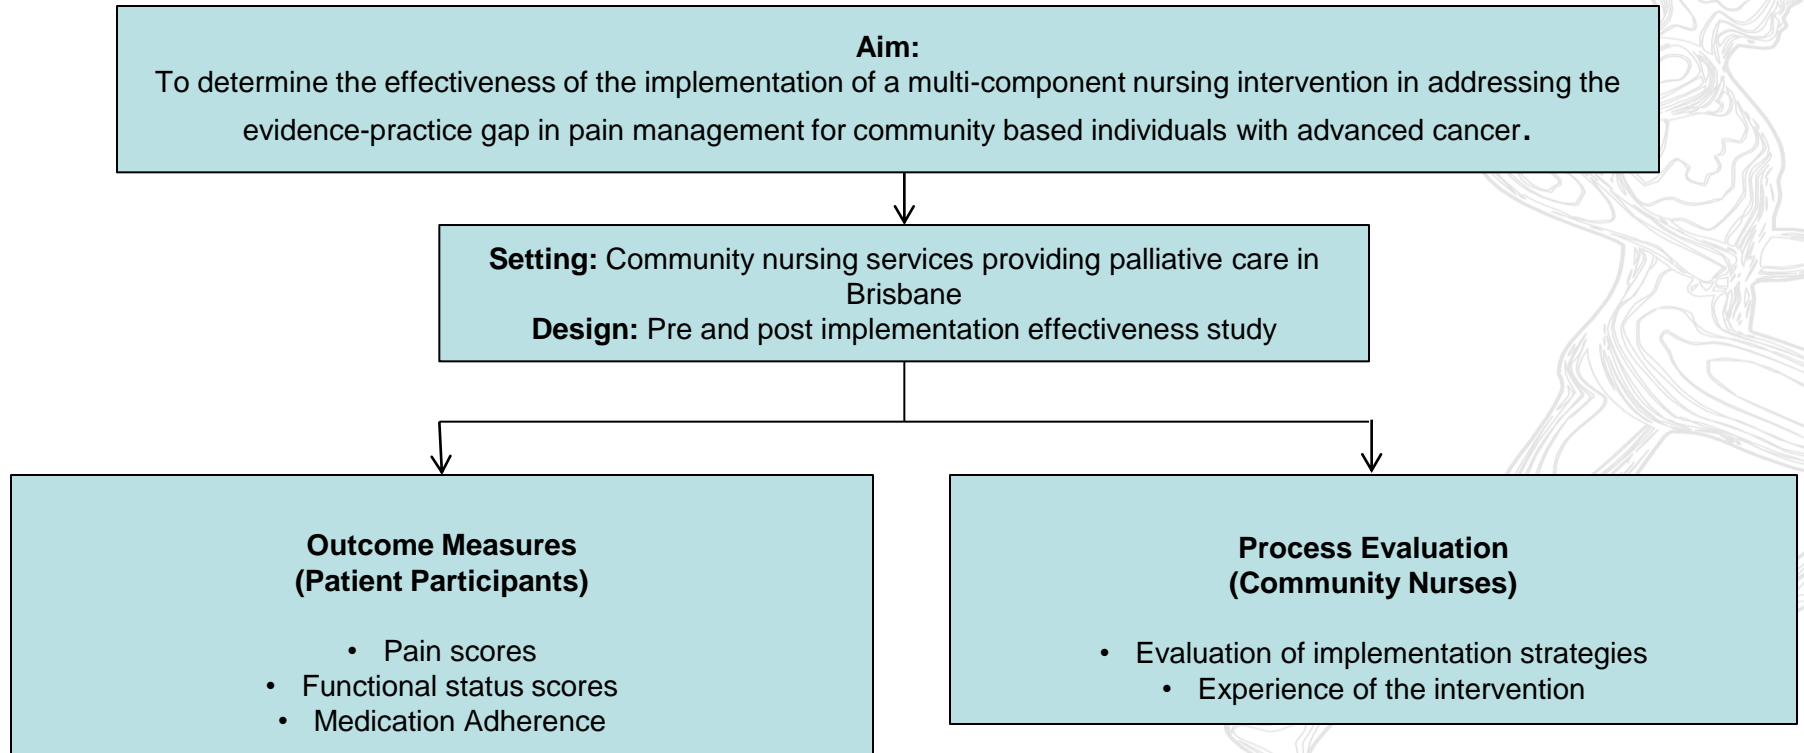 Aim:
To determine the effectiveness of the implementation of a multi-component nursing intervention in addressing the
evidence-practice gap in pain management for community based individuals with advanced cancer.
Setting: Community nursing services providing palliative care in
Brisbane
Design: Pre and post implementation effectiveness study
Outcome Measures
(Patient Participants)
• Pain scores
• Functional status scores
• Medication Adherence
Process Evaluation
(Community Nurses)
• Evaluation of implementation strategies
• Experience of the intervention